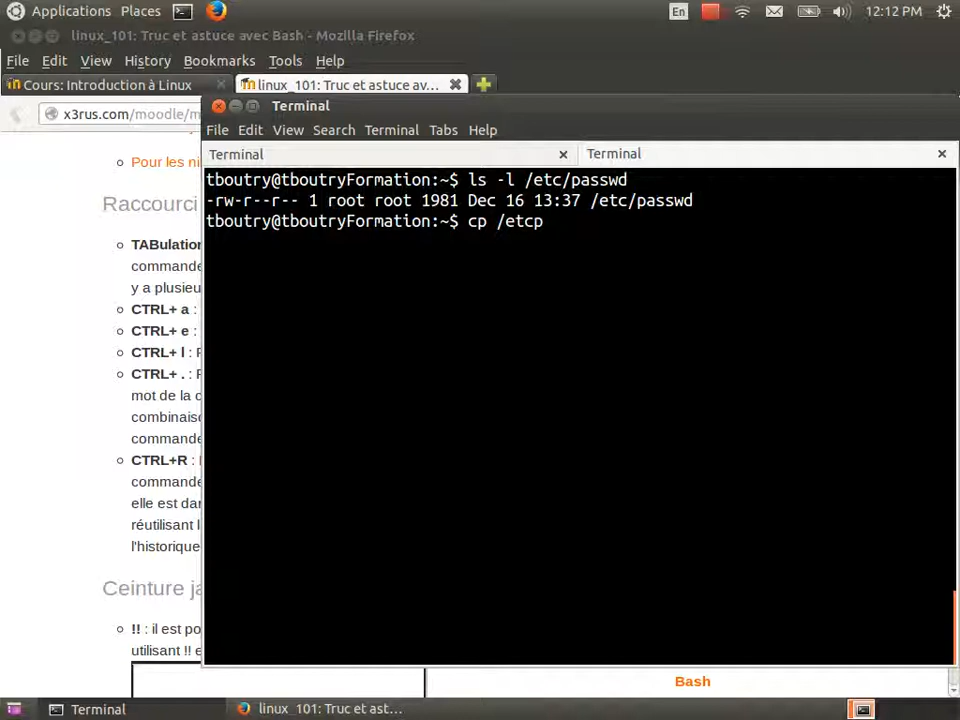 Applications Places En 12:12 PM
linux_101: Truc et astuce avec Bash - Mozilla Firefox
File Edit View History Bookmarks Tools Help
Cours: Introduction à Linux linux_101: Truc et astuce av...
x3rus.com/moodle/m
Terminal
File Edit View Search Terminal Tabs Help
Terminal Terminal
tboutry@tboutryFormation:~$ ls -l /etc/passwd
-rw-r--r-- 1 root root 1981 Dec 16 13:37 /etc/passwd
tboutry@tboutryFormation:~$ cp /etcp
Pour les ni
Raccourci
TABulation
commande
y a plusieu
CTRL+ a :
CTRL+ e :
CTRL+ l :
CTRL+ . :
mot de la
combinais
commande
CTRL+R :
commande
elle est da
réutilisant l
l'historique
Ceinture ja
!! : il est po
utilisant !! e
Bash
Terminal linux_101: Truc et ast...